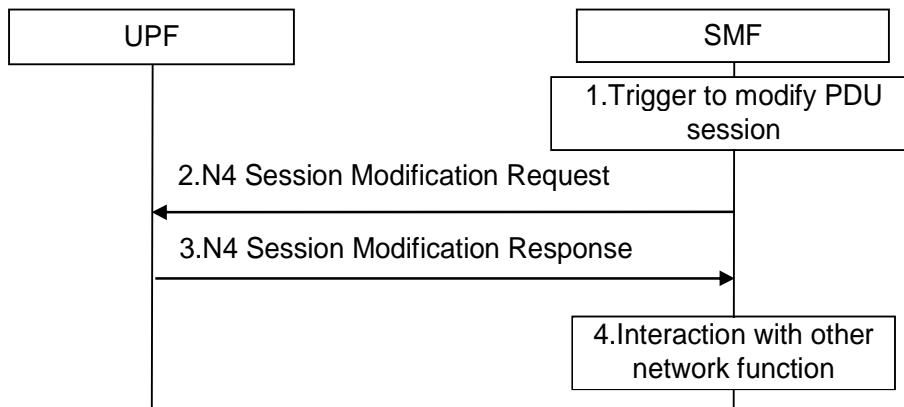 UPF
SMF
1.Trigger to modify PDU
session
2.N4 Session Modification Request
3.N4 Session Modification Response
4.Interaction with other
network function